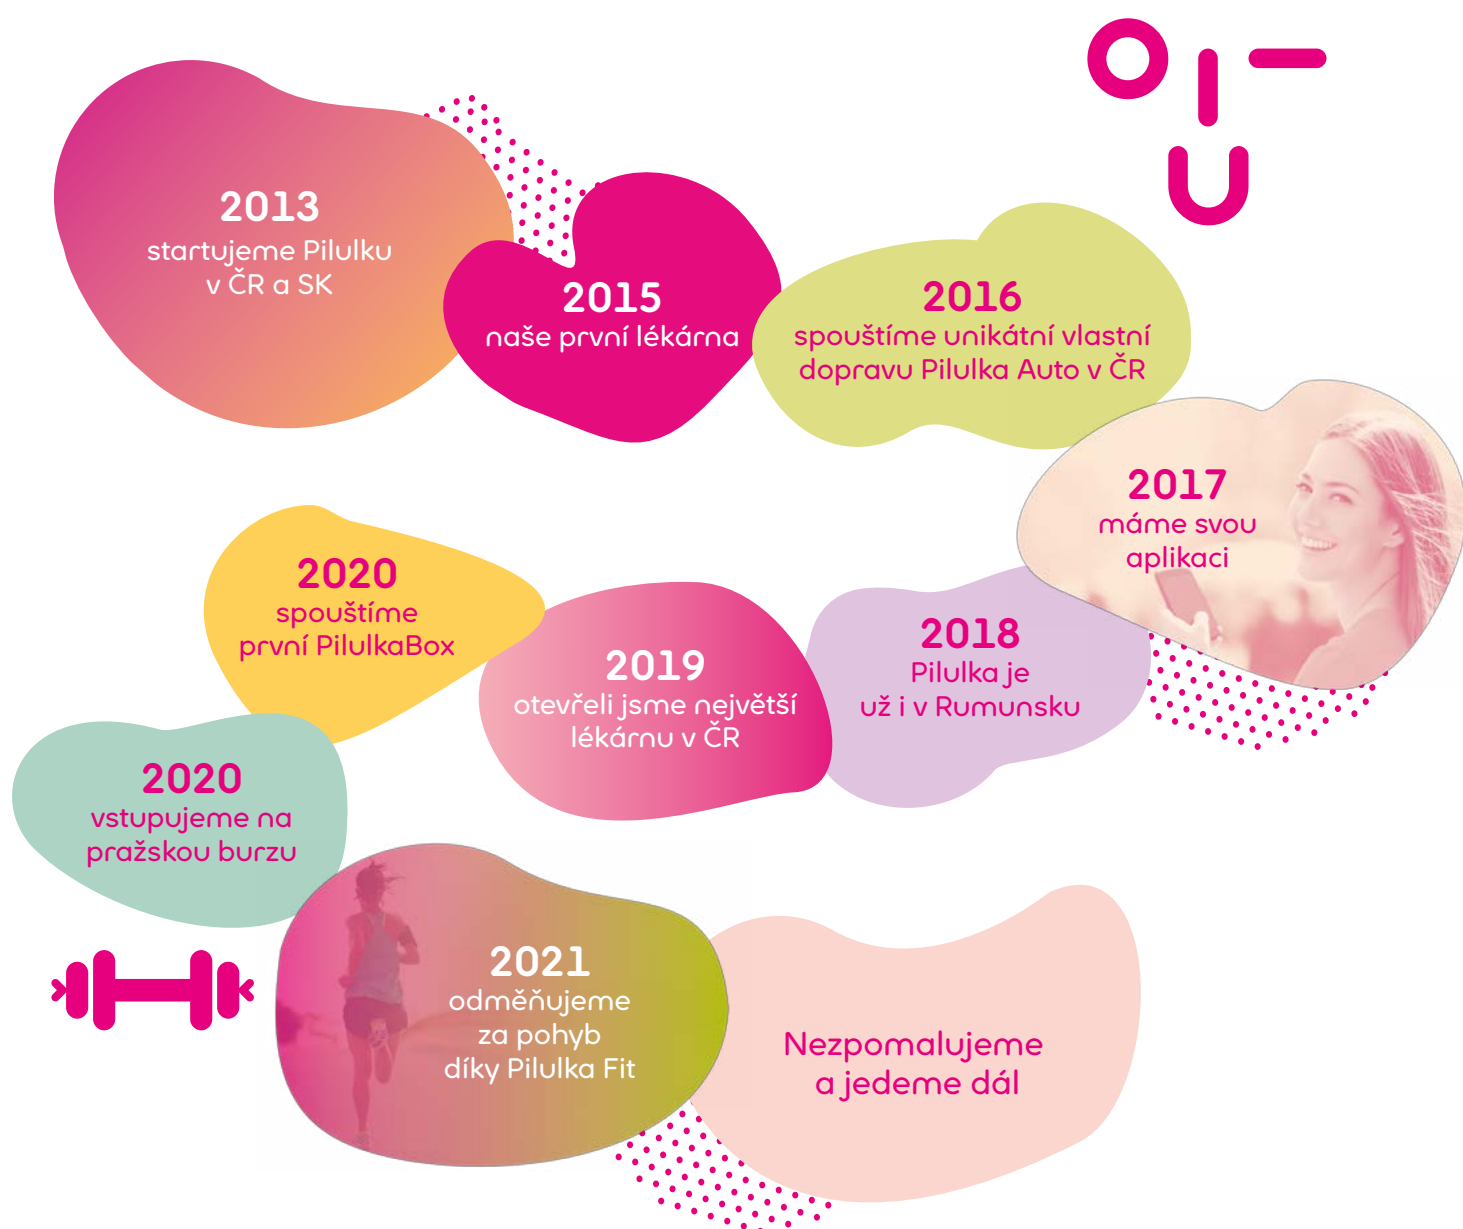 2013
startujeme Pilulku
v ČR a SK
2015
naše první lékárna
2016
spouštíme unikátní vlastní
dopravu Pilulka Auto v ČR
2017
máme svou
aplikaci
2018
Pilulka je
už i v Rumunsku
2019
otevřeli jsme největší
lékárnu v ČR
2020
spouštíme
první PilulkaBox
2020
vstupujeme na
pražskou burzu
2021
odměňujeme
za pohyb
díky Pilulka Fit
Nezpomalujeme
a jedeme dál